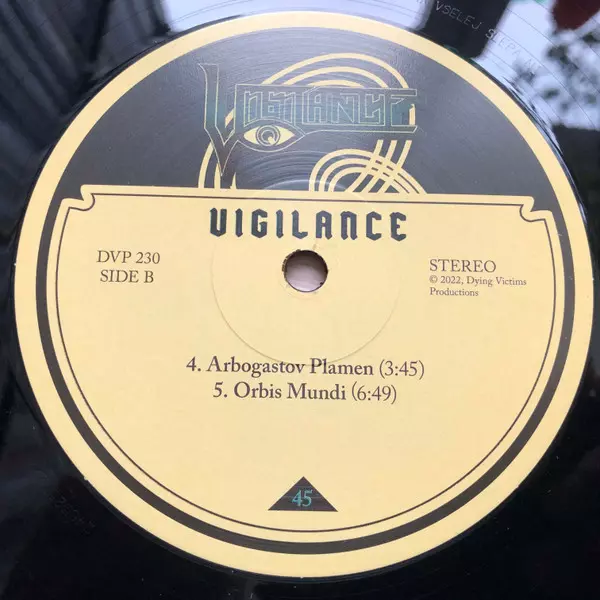 VIGILANCE
VIGILANCE
DVP 230
SIDE B
STEREO
© 2022, Dying Victims
Productions
4. Arbogastov Plamen (3:45)
5. Orbis Mundi (6:49)
45
VSELEJ